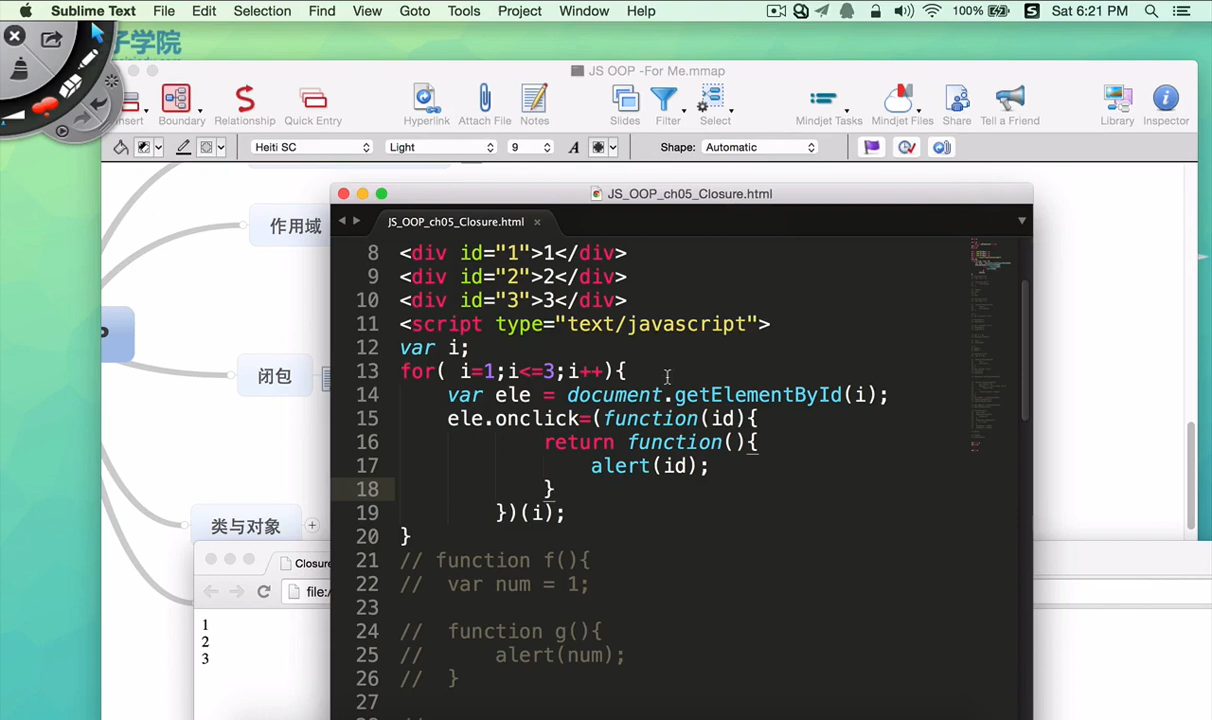 Sublime Text File Edit Selection Find View Goto Tools Project Window Help 100% S Sat 6:21 PM
子学院
JS OOP -For Me.mmap
Insert Boundary Relationship Quick Entry Hyperlink Attach File Notes Slides Filter Select Mindjet Tasks Mindjet Files Share Tell a Friend Library Inspector
Heiti SC Light 9 A Shape: Automatic
作用域
闭包
类与对象
JS_OOP_ch05_Closure.html
JS_OOP_ch05_Closure.html ×
8 <div id="1">1</div>
9 <div id="2">2</div>
10 <div id="3">3</div>
11 <script type="text/javascript">
12 var i;
13 for( i=1;i<=3;i++){
14 var ele = document.getElementById(i);
15 ele.onclick=(function(id){
16 return function(){
17 alert(id);
18 }
19 })(i);
20 }
21 // function f(){
22 // var num = 1;
23
24 // function g(){
25 // alert(num);
26 // }
27
Closure
file:/
1
2
3